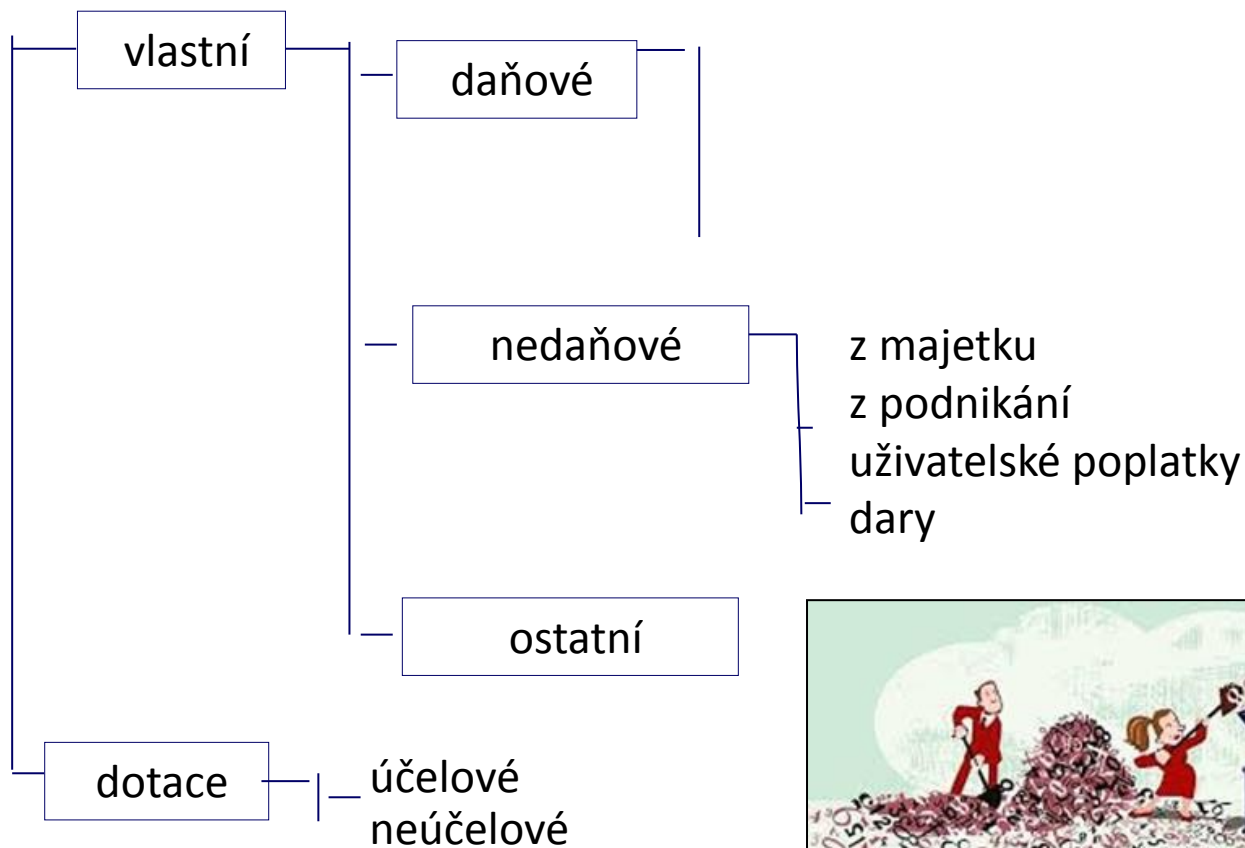 vlastní
daňové
nedaňové
z majetku
z podnikání
uživatelské poplatky
dary
ostatní
dotace
účelové
neúčelové